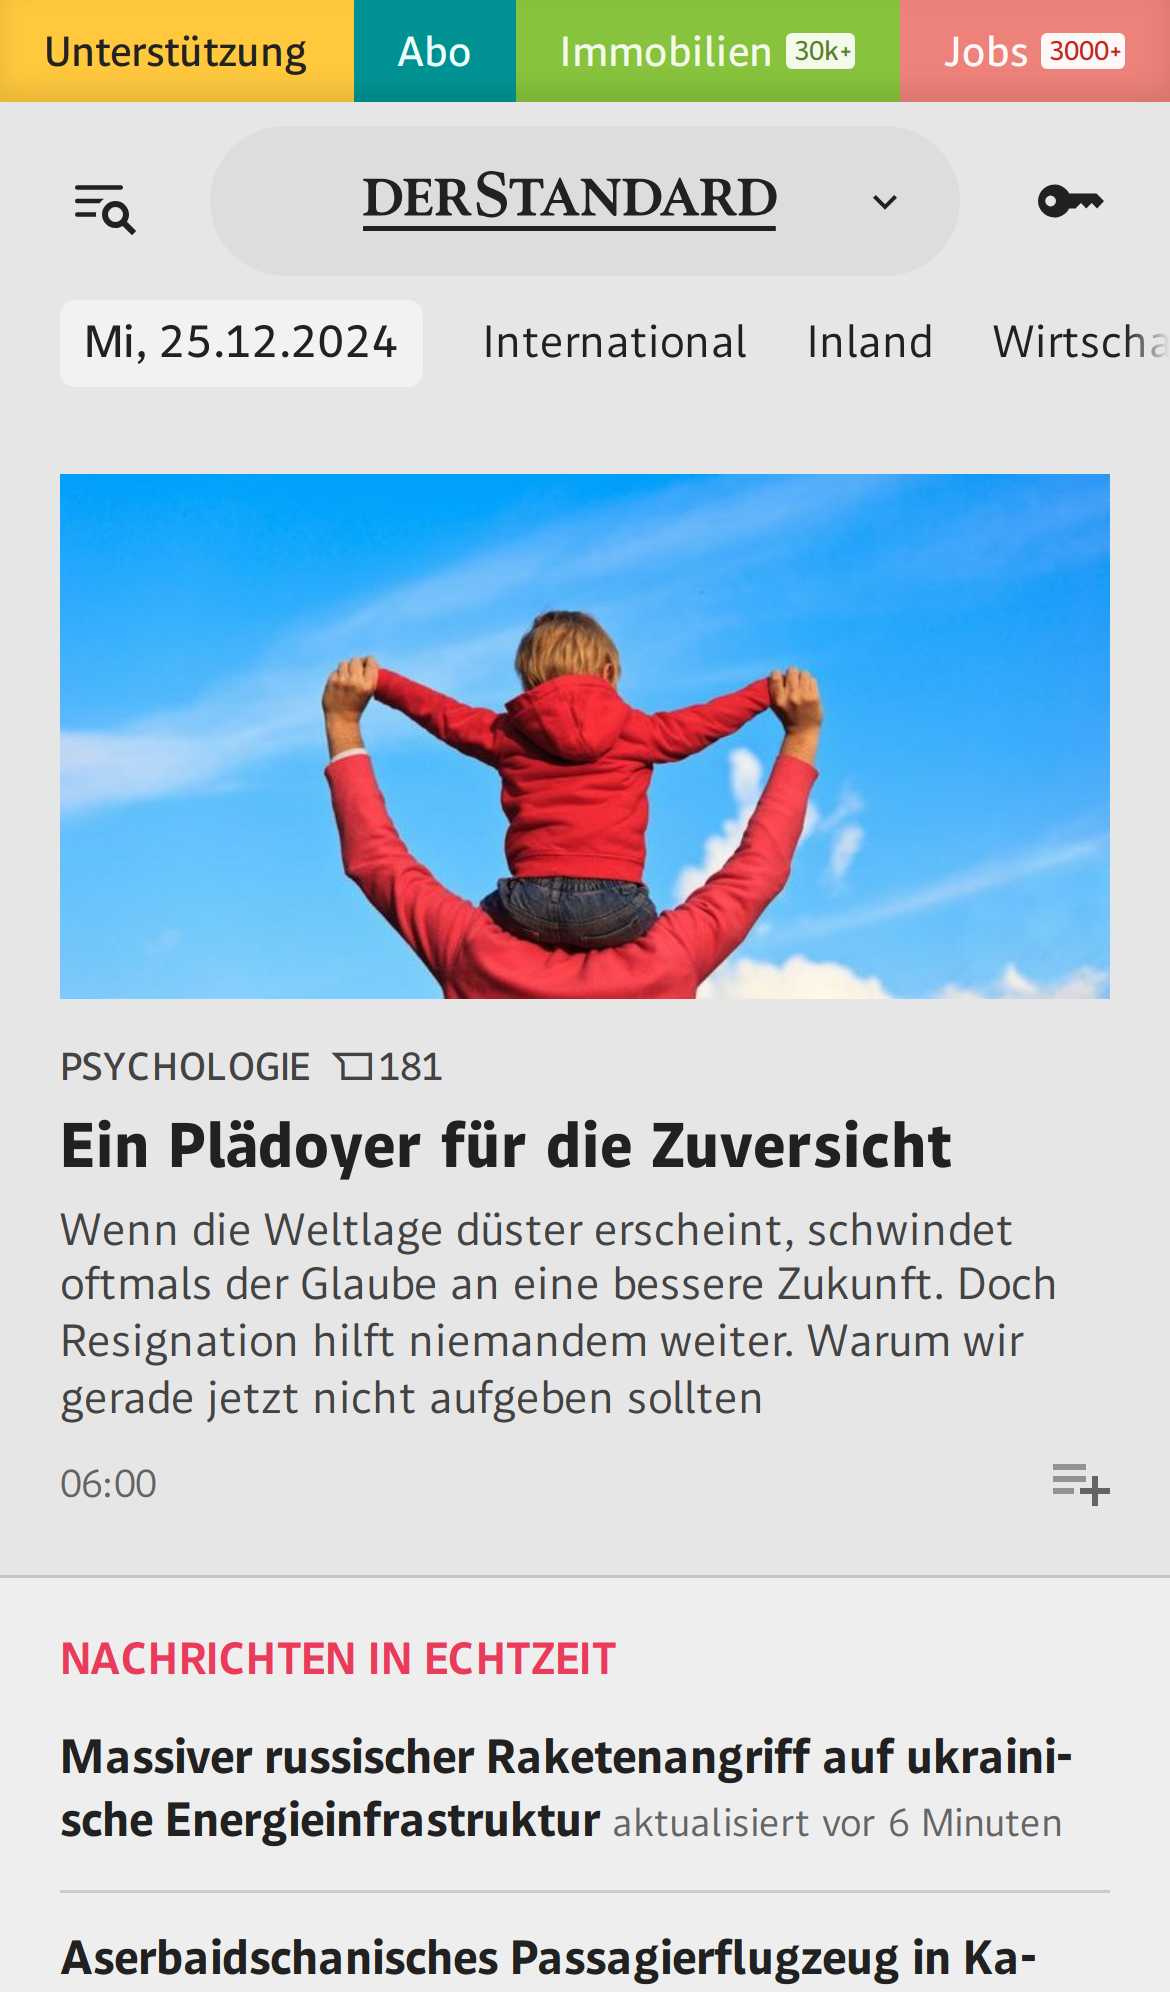 Unterstützung
Abo
Immobilien 30k+
Jobs 3000+
DERSTANDARD
Mi, 25.12.2024
International
Inland
Wirtscha
PSYCHOLOGIE 181
Ein Plädoyer für die Zuversicht
Wenn die Weltlage düster erscheint, schwindet
oftmals der Glaube an eine bessere Zukunft. Doch
Resignation hilft niemandem weiter. Warum wir
gerade jetzt nicht aufgeben sollten
06:00
NACHRICHTEN IN ECHTZEIT
Massiver russischer Raketenangriff auf ukraini-
sche Energieinfrastruktur aktualisiert vor 6 Minuten
Aserbaidschanisches Passagierflugzeug in Ka-